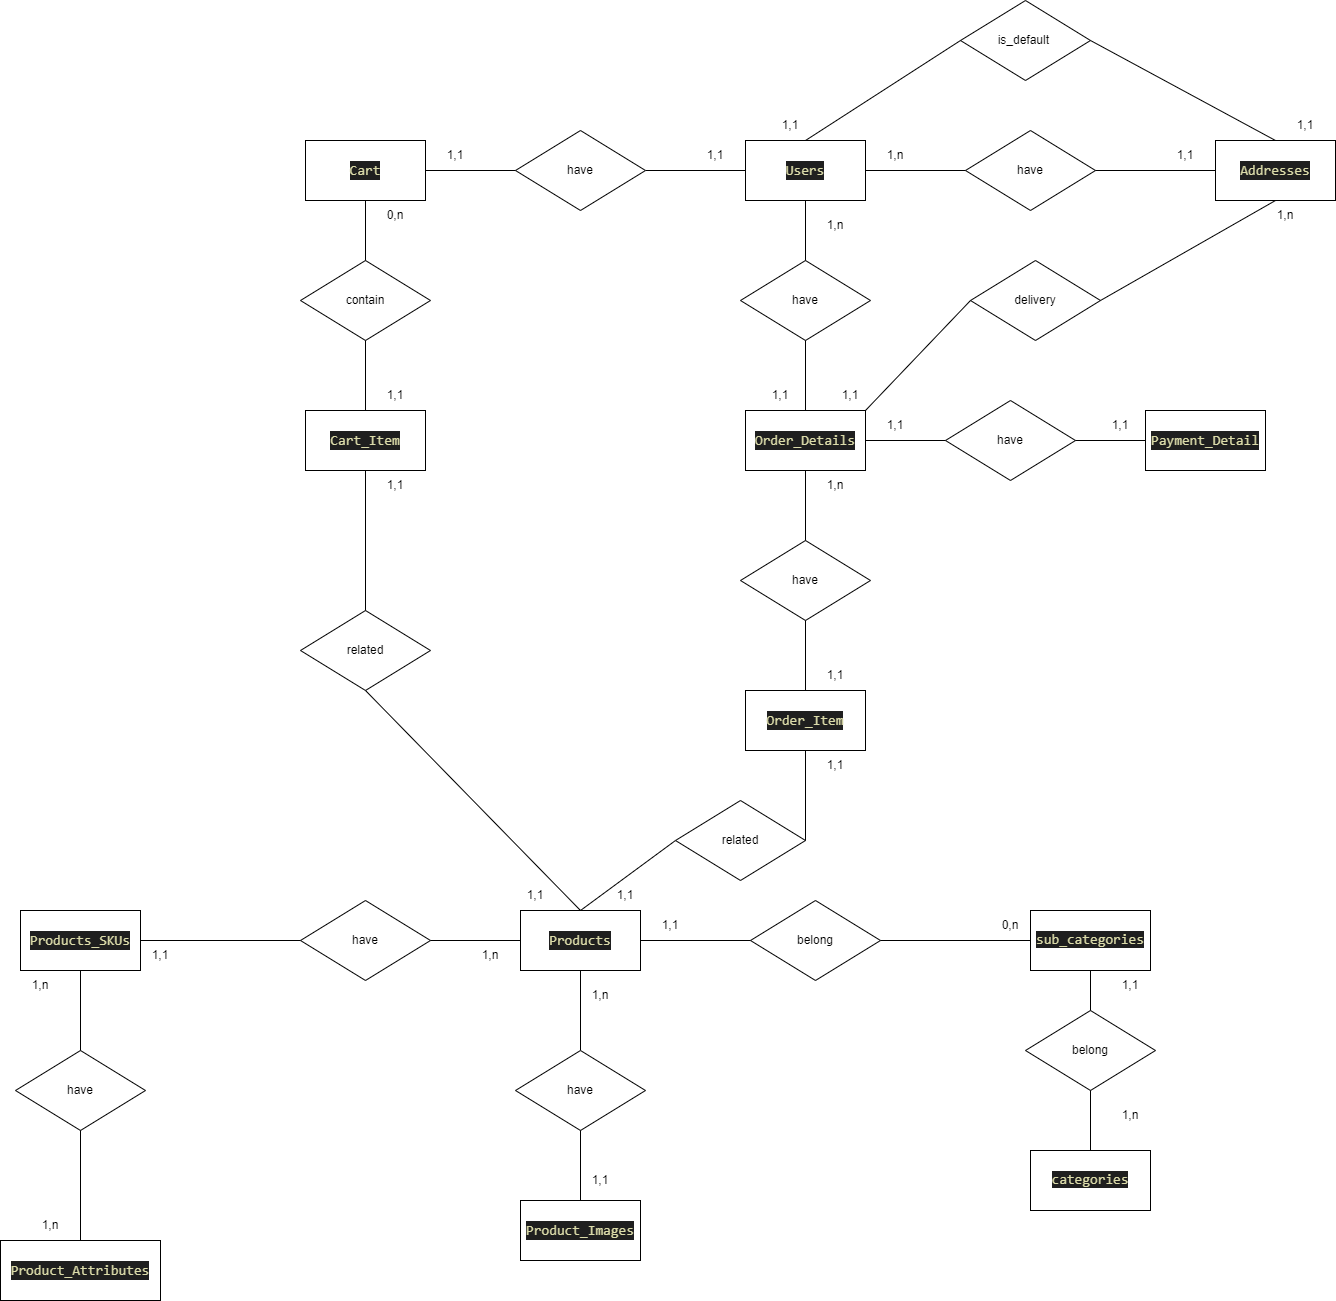 is_default
1,1
1,1
Cart
1,1
have
1,1
Users
1,n
have
1,1
Addresses
0,n
1,n
1,n
contain
have
delivery
1,1
1,1
1,1
Cart_Item
Order_Details
1,1
have
1,1
Payment_Detail
1,1
1,n
have
related
1,1
Order_Item
1,1
related
1,1
1,1
Products_SKUs
1,1
have
1,n
Products
1,1
belong
0,n
sub_categories
1,n
1,n
1,1
have
have
belong
1,n
categories
1,1
Product_Images
1,n
Product_Attributes